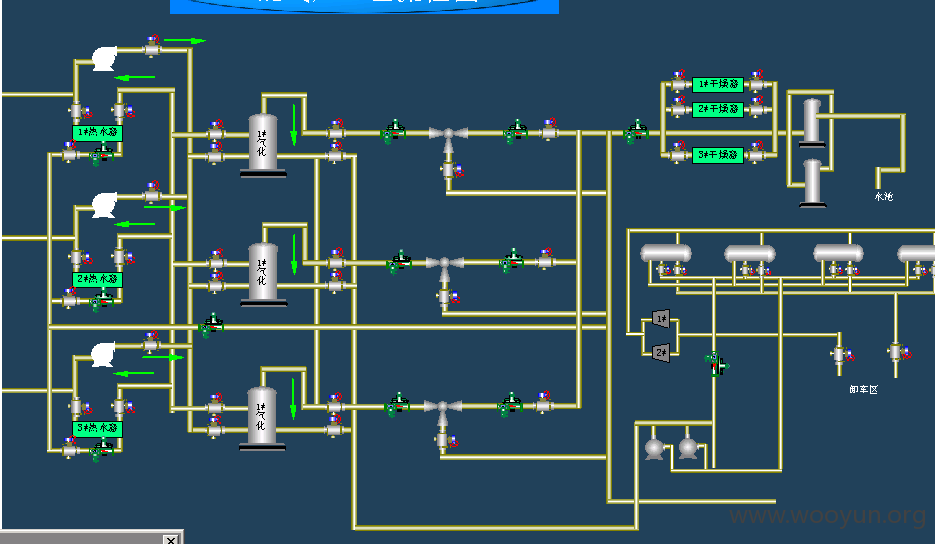 1#干燥器
2#干燥器
3#干燥器
1#热水器
1#
气
化
水池
2#热水器
1#
气
化
1#
2#
卸车区
3#热水器
1#
气
化
www.wooyun.org